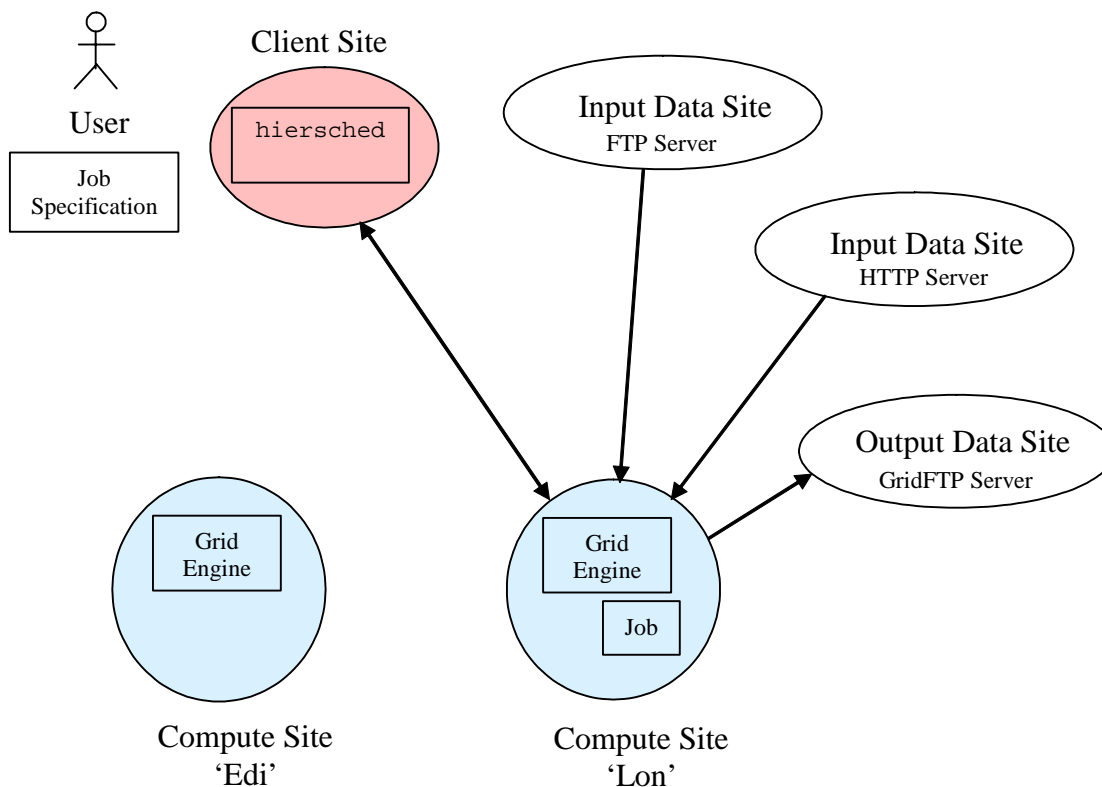 User
Job
Specification
Client Site
hiersched
Input Data Site
FTP Server
Input Data Site
HTTP Server
Output Data Site
GridFTP Server
Grid
Engine
Compute Site
‘Edi’
Grid
Engine
Job
Compute Site
‘Lon’